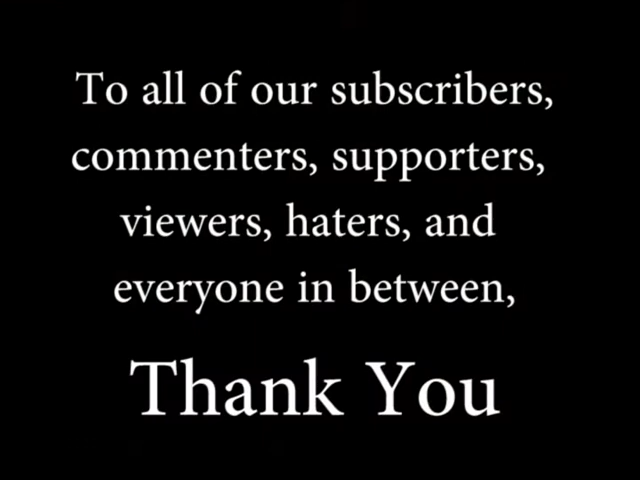 To all of our subscribers,
commenters, supporters,
viewers, haters, and
everyone in between,
Thank You